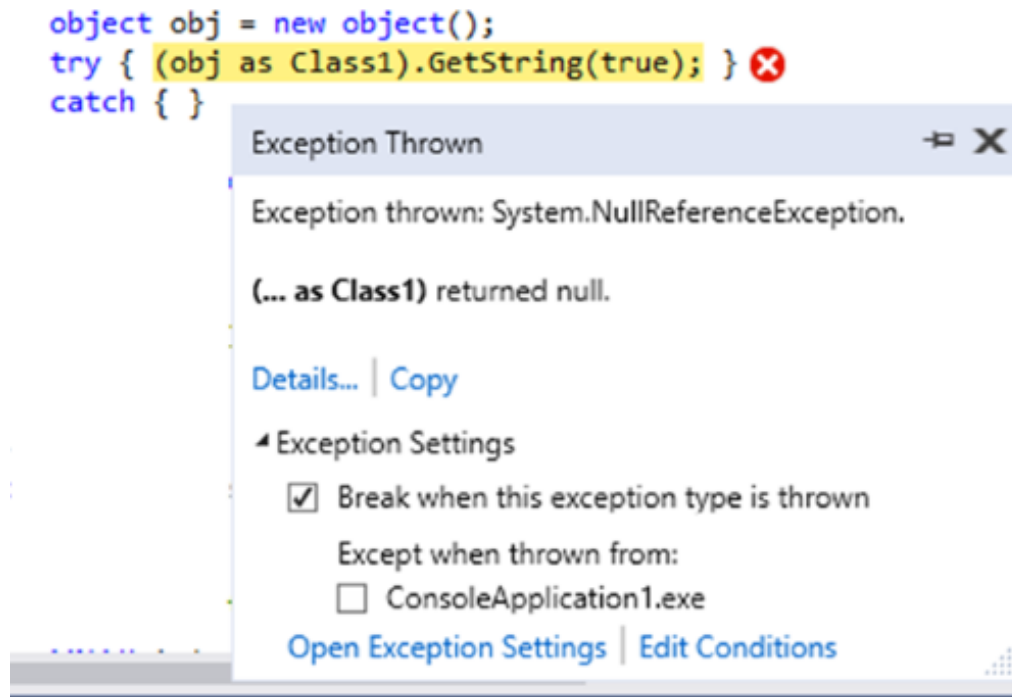 object obj = new object();
try { (obj as Class1).GetString(true); }
catch { }
Exception Thrown
Exception thrown: System.NullReferenceException.
(... as Class1) returned null.
Details... | Copy
Exception Settings
Break when this exception type is thrown
Except when thrown from:
ConsoleApplication1.exe
Open Exception Settings | Edit Conditions